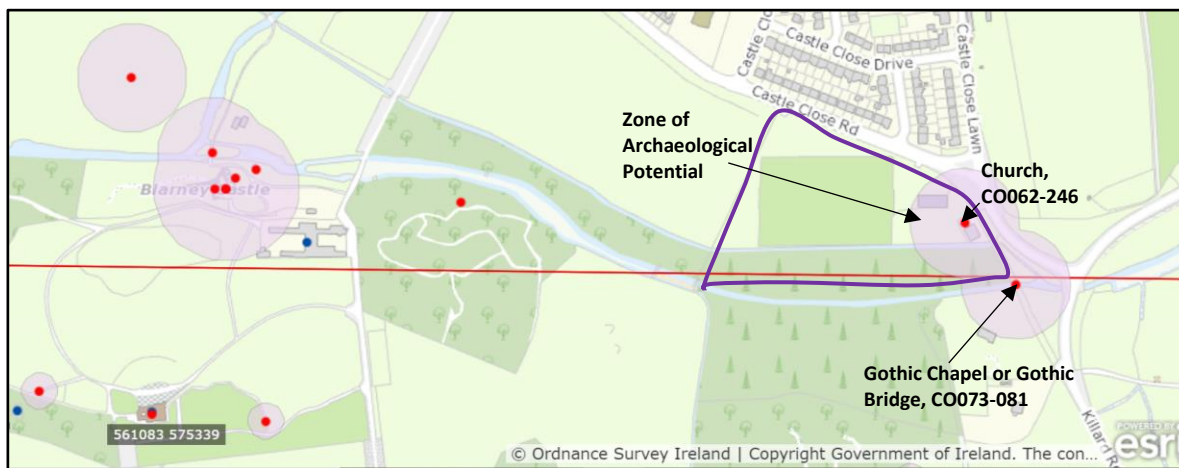 Castle Clo
Castle Close Drive
Castle Close Rd
Castle Close Lawn
Zone of
Archaeological
Potential
Church,
CO062-246
Blarney Castle
Gothic Chapel or Gothic
Bridge, CO073-081
Killard R
561083 575339
© Ordnance Survey Ireland | Copyright Government of Ireland. The con...
POWERED BY
esri